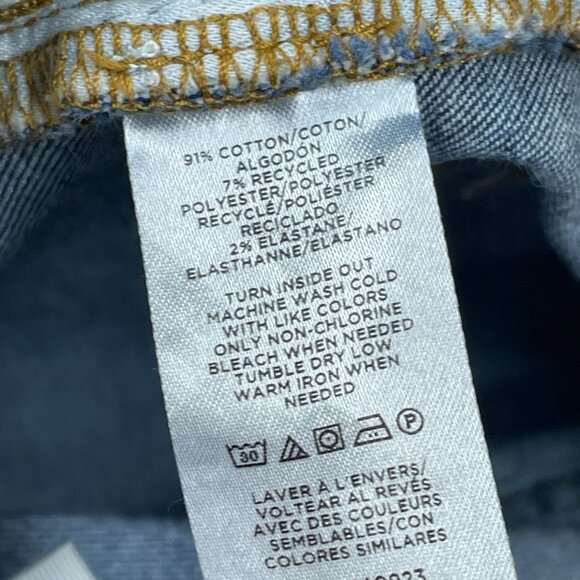 91% COTTON/COTON/
ALGODÓN
7% RECYCLED
POLYESTER/POLYESTER
RECYCLÉ/POLIÉSTER
RECICLADO
2% ELASTANE/
ELASTHANNE/ELASTANO
TURN INSIDE OUT
MACHINE WASH COLD
WITH LIKE COLORS
ONLY NON-CHLORINE
BLEACH WHEN NEEDED
TUMBLE DRY LOW
WARM IRON WHEN
NEEDED
30 P
LAVER À L'ENVERS/
VOLTEAR AL REVÉS
AVEC DES COULEURS
SEMBLABLES/CON
COLORES SIMILARES